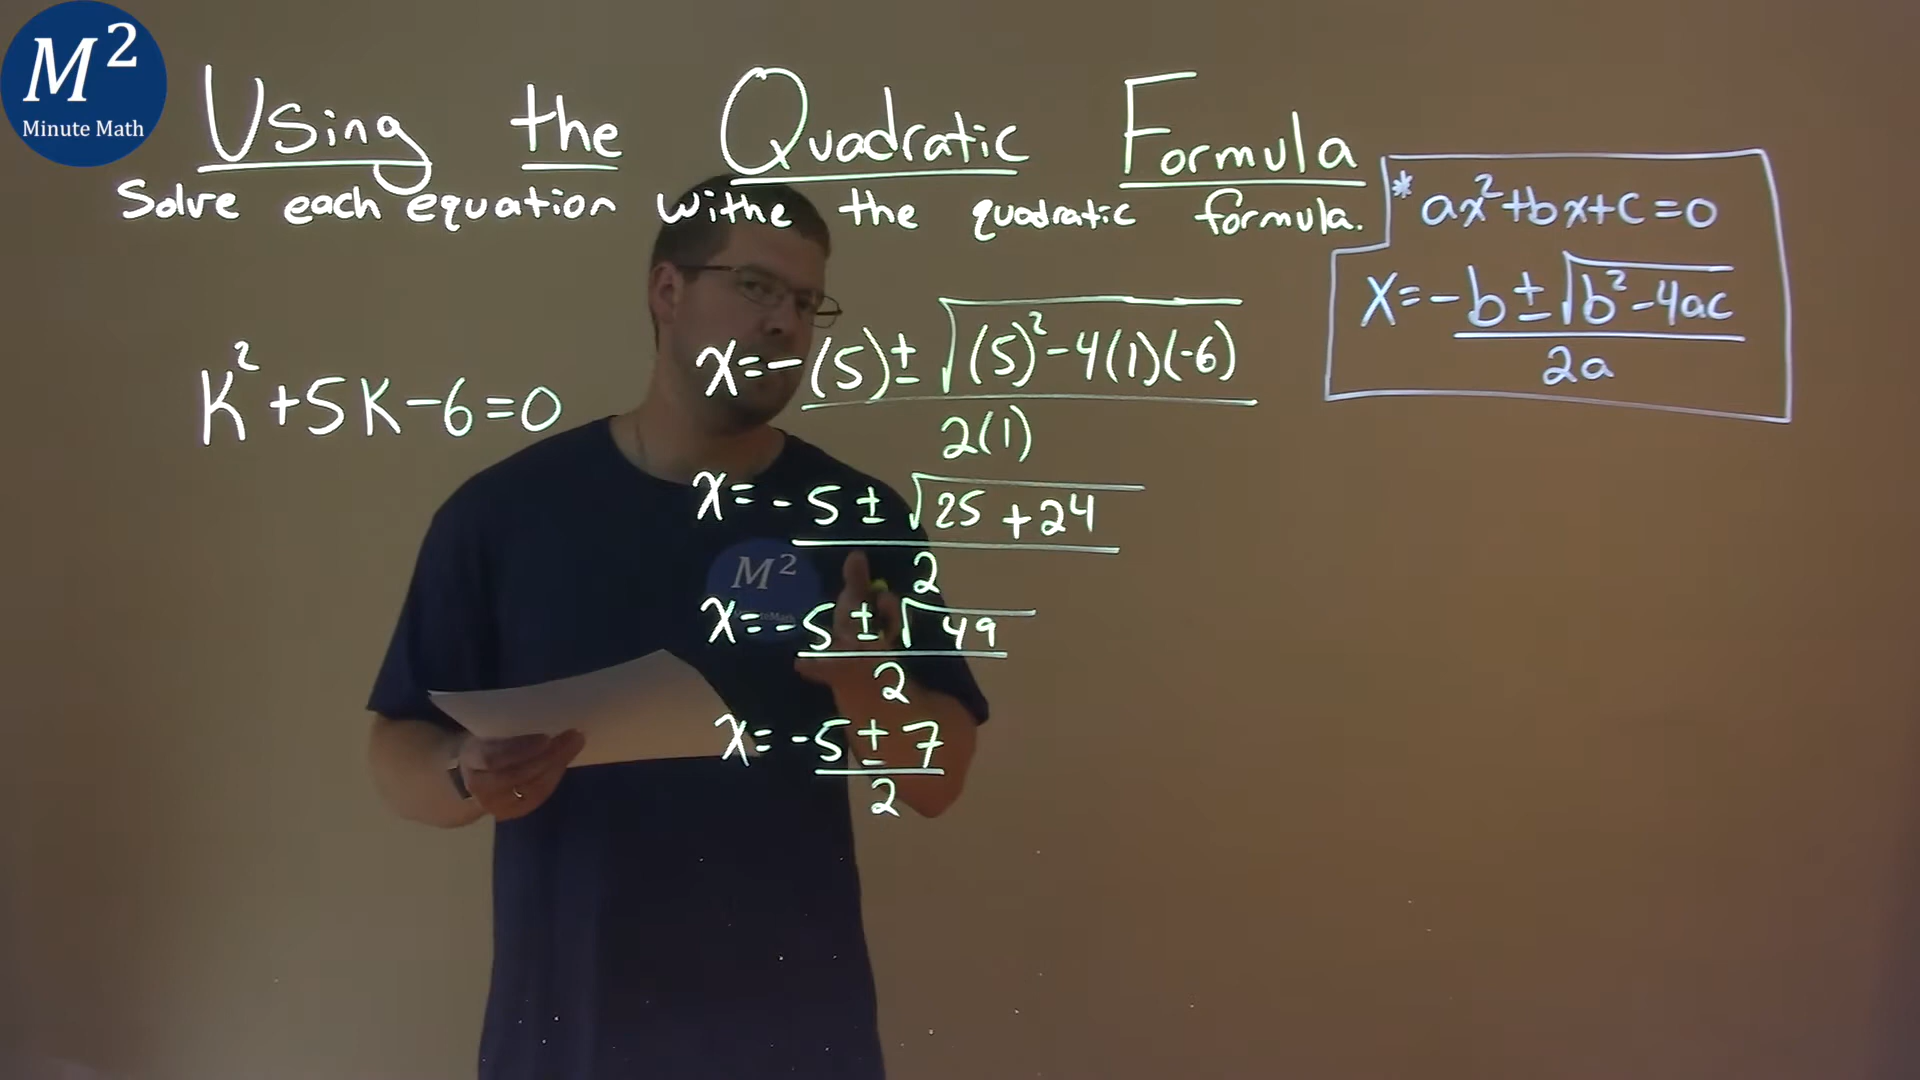 M²
Minute Math
Using the Quadratic Formula
Solve each equation withe the quadratic formula.
* ax²+bx+c=0
x=-b±√b²-4ac
2a
K²+5K-6=0
x=-(5)±√(5)²-4(1)(-6)
2(1)
x=-5±√25+24
2
M²
x=-5±√49
2
x=-5±7
2